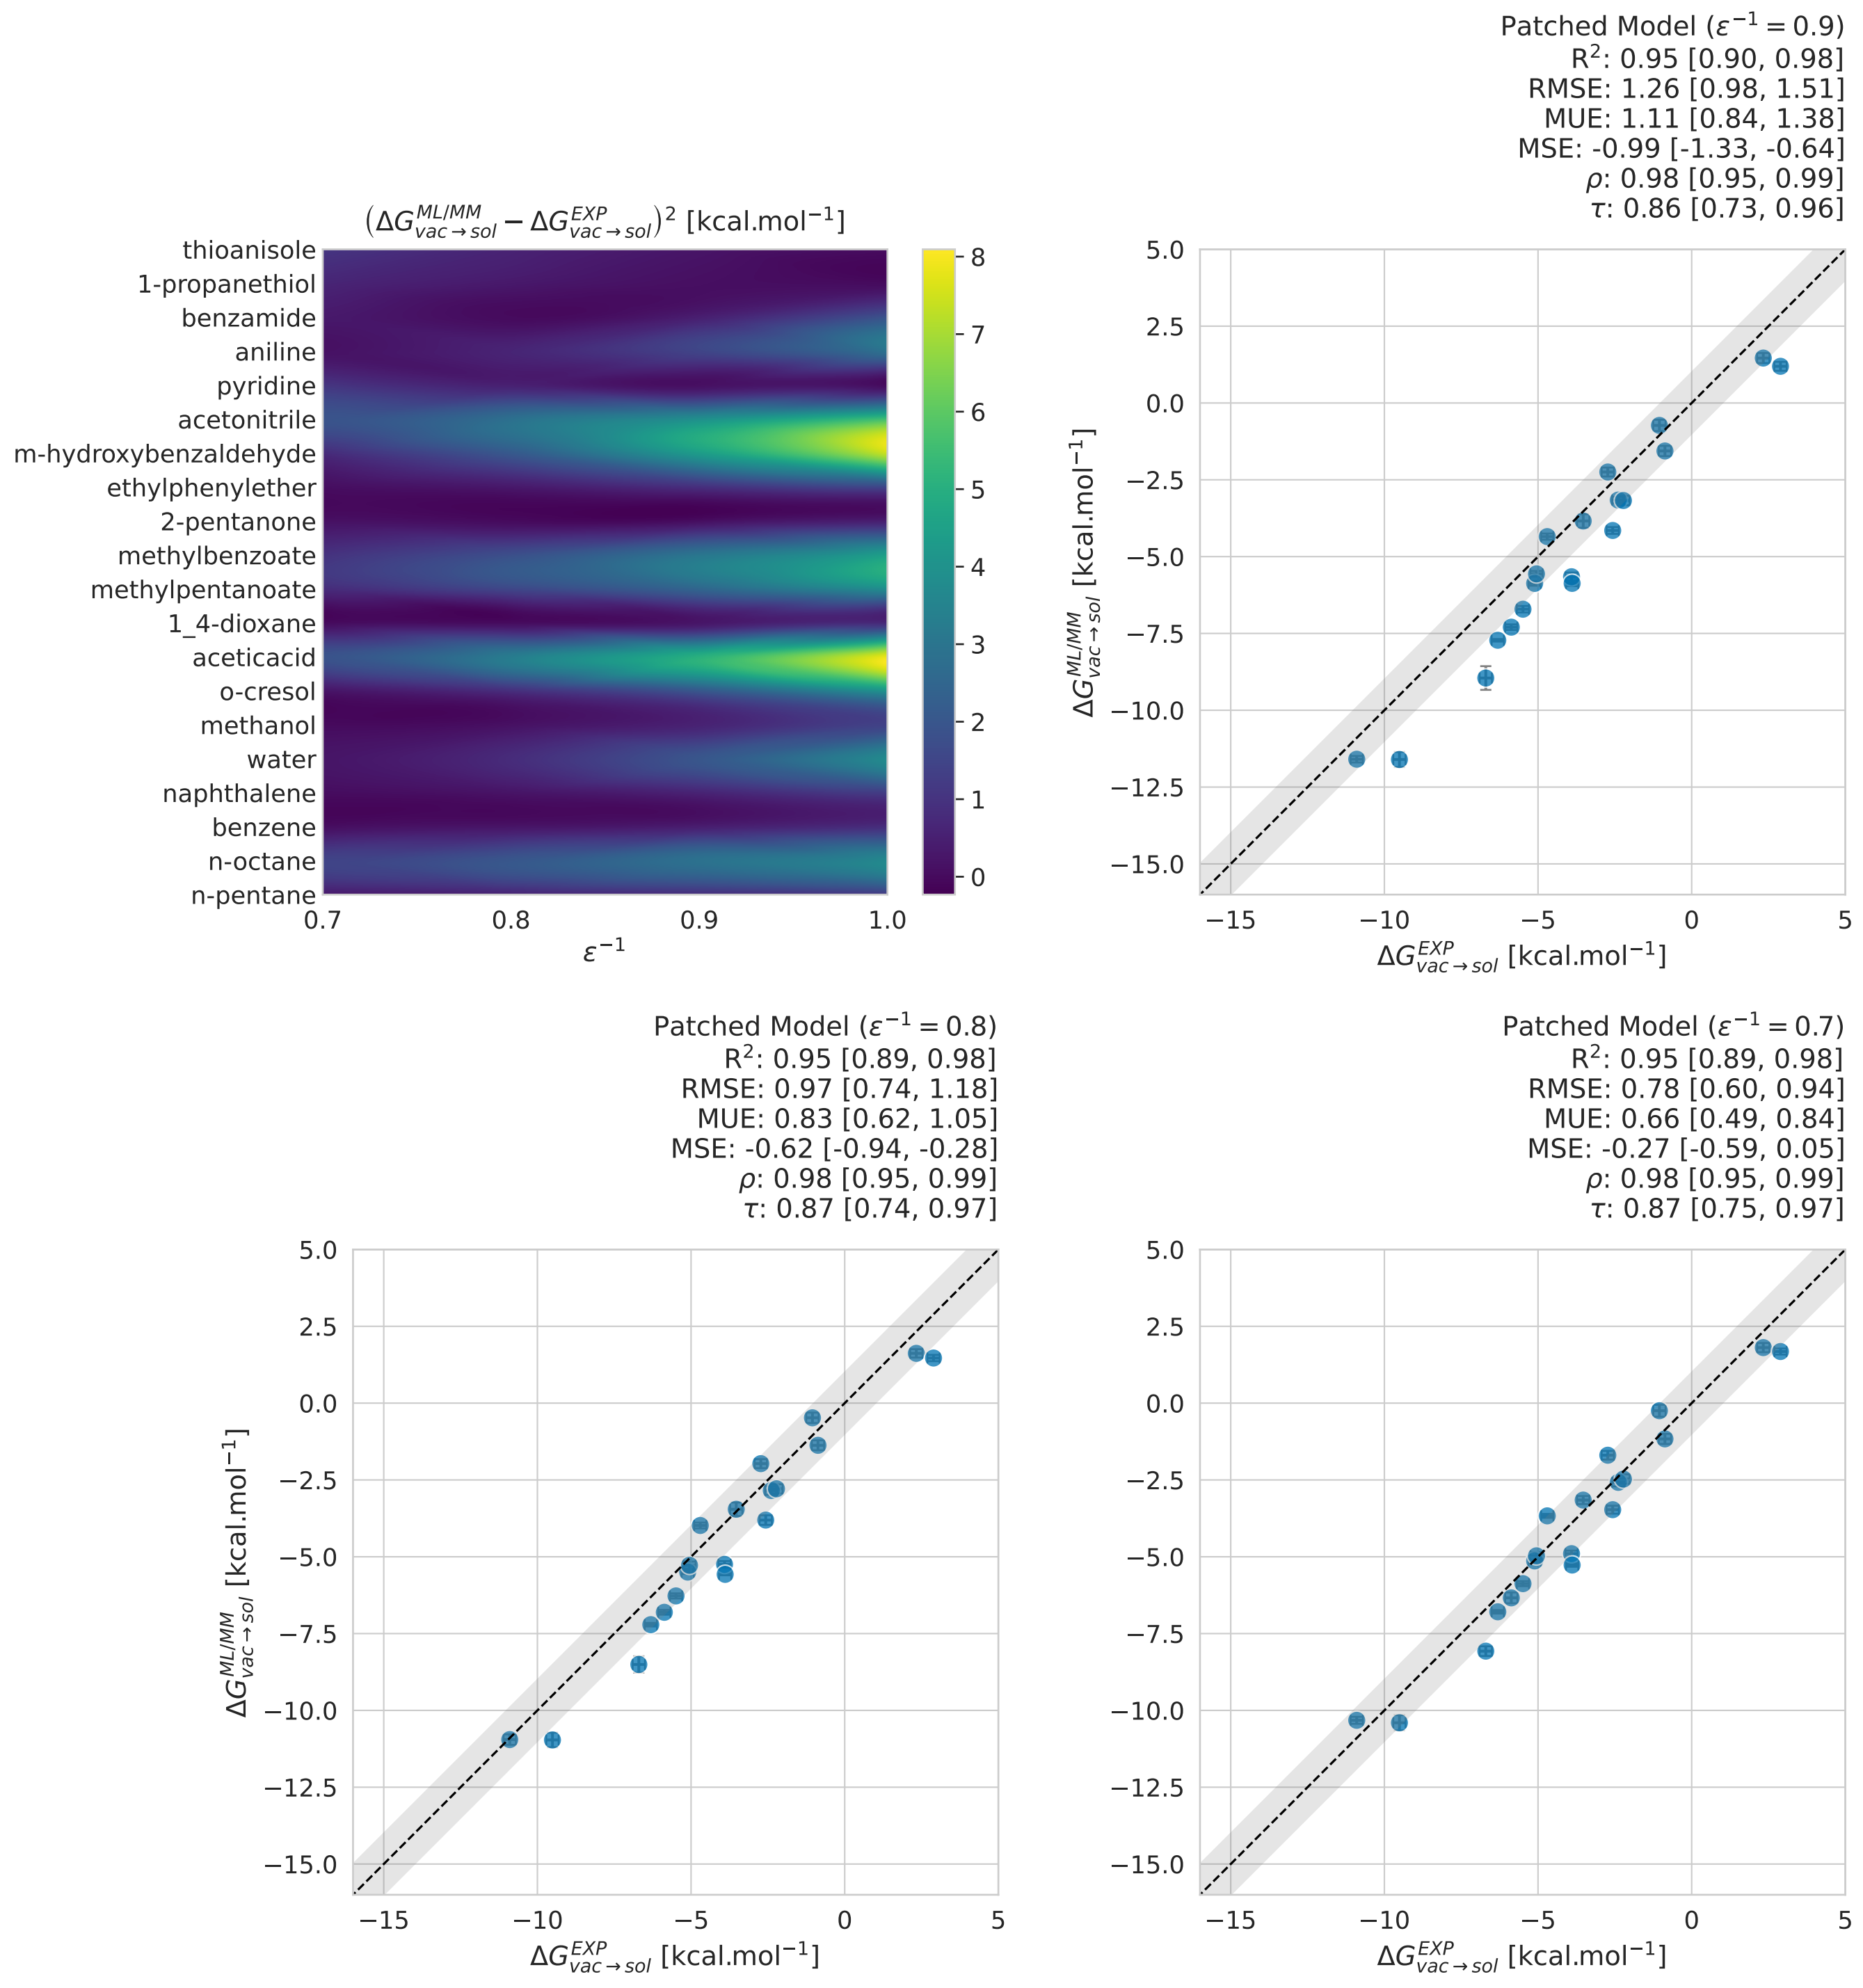 Patched Model (ε⁻¹ = 0.9)
R²: 0.95 [0.90, 0.98]
RMSE: 1.26 [0.98, 1.51]
MUE: 1.11 [0.84, 1.38]
MSE: -0.99 [-1.33, -0.64]
ρ: 0.98 [0.95, 0.99]
τ: 0.86 [0.73, 0.96]
(ΔG^{ML/MM}_{vac→sol} − ΔG^{EXP}_{vac→sol})² [kcal.mol⁻¹]
thioanisole
1-propanethiol
benzamide
aniline
pyridine
acetonitrile
m-hydroxybenzaldehyde
ethylphenylether
2-pentanone
methylbenzoate
methylpentanoate
1_4-dioxane
aceticacid
o-cresol
methanol
water
naphthalene
benzene
n-octane
n-pentane
0.7 0.8 0.9 1.0
ε⁻¹
8
7
6
5
4
3
2
1
0
ΔG^{ML/MM}_{vac→sol} [kcal.mol⁻¹]
5.0
2.5
0.0
−2.5
−5.0
−7.5
−10.0
−12.5
−15.0
−15 −10 −5 0 5
ΔG^{EXP}_{vac→sol} [kcal.mol⁻¹]
Patched Model (ε⁻¹ = 0.8)
R²: 0.95 [0.89, 0.98]
RMSE: 0.97 [0.74, 1.18]
MUE: 0.83 [0.62, 1.05]
MSE: -0.62 [-0.94, -0.28]
ρ: 0.98 [0.95, 0.99]
τ: 0.87 [0.74, 0.97]
ΔG^{ML/MM}_{vac→sol} [kcal.mol⁻¹]
5.0
2.5
0.0
−2.5
−5.0
−7.5
−10.0
−12.5
−15.0
−15 −10 −5 0 5
ΔG^{EXP}_{vac→sol} [kcal.mol⁻¹]
Patched Model (ε⁻¹ = 0.7)
R²: 0.95 [0.89, 0.98]
RMSE: 0.78 [0.60, 0.94]
MUE: 0.66 [0.49, 0.84]
MSE: -0.27 [-0.59, 0.05]
ρ: 0.98 [0.95, 0.99]
τ: 0.87 [0.75, 0.97]
5.0
2.5
0.0
−2.5
−5.0
−7.5
−10.0
−12.5
−15.0
−15 −10 −5 0 5
ΔG^{EXP}_{vac→sol} [kcal.mol⁻¹]